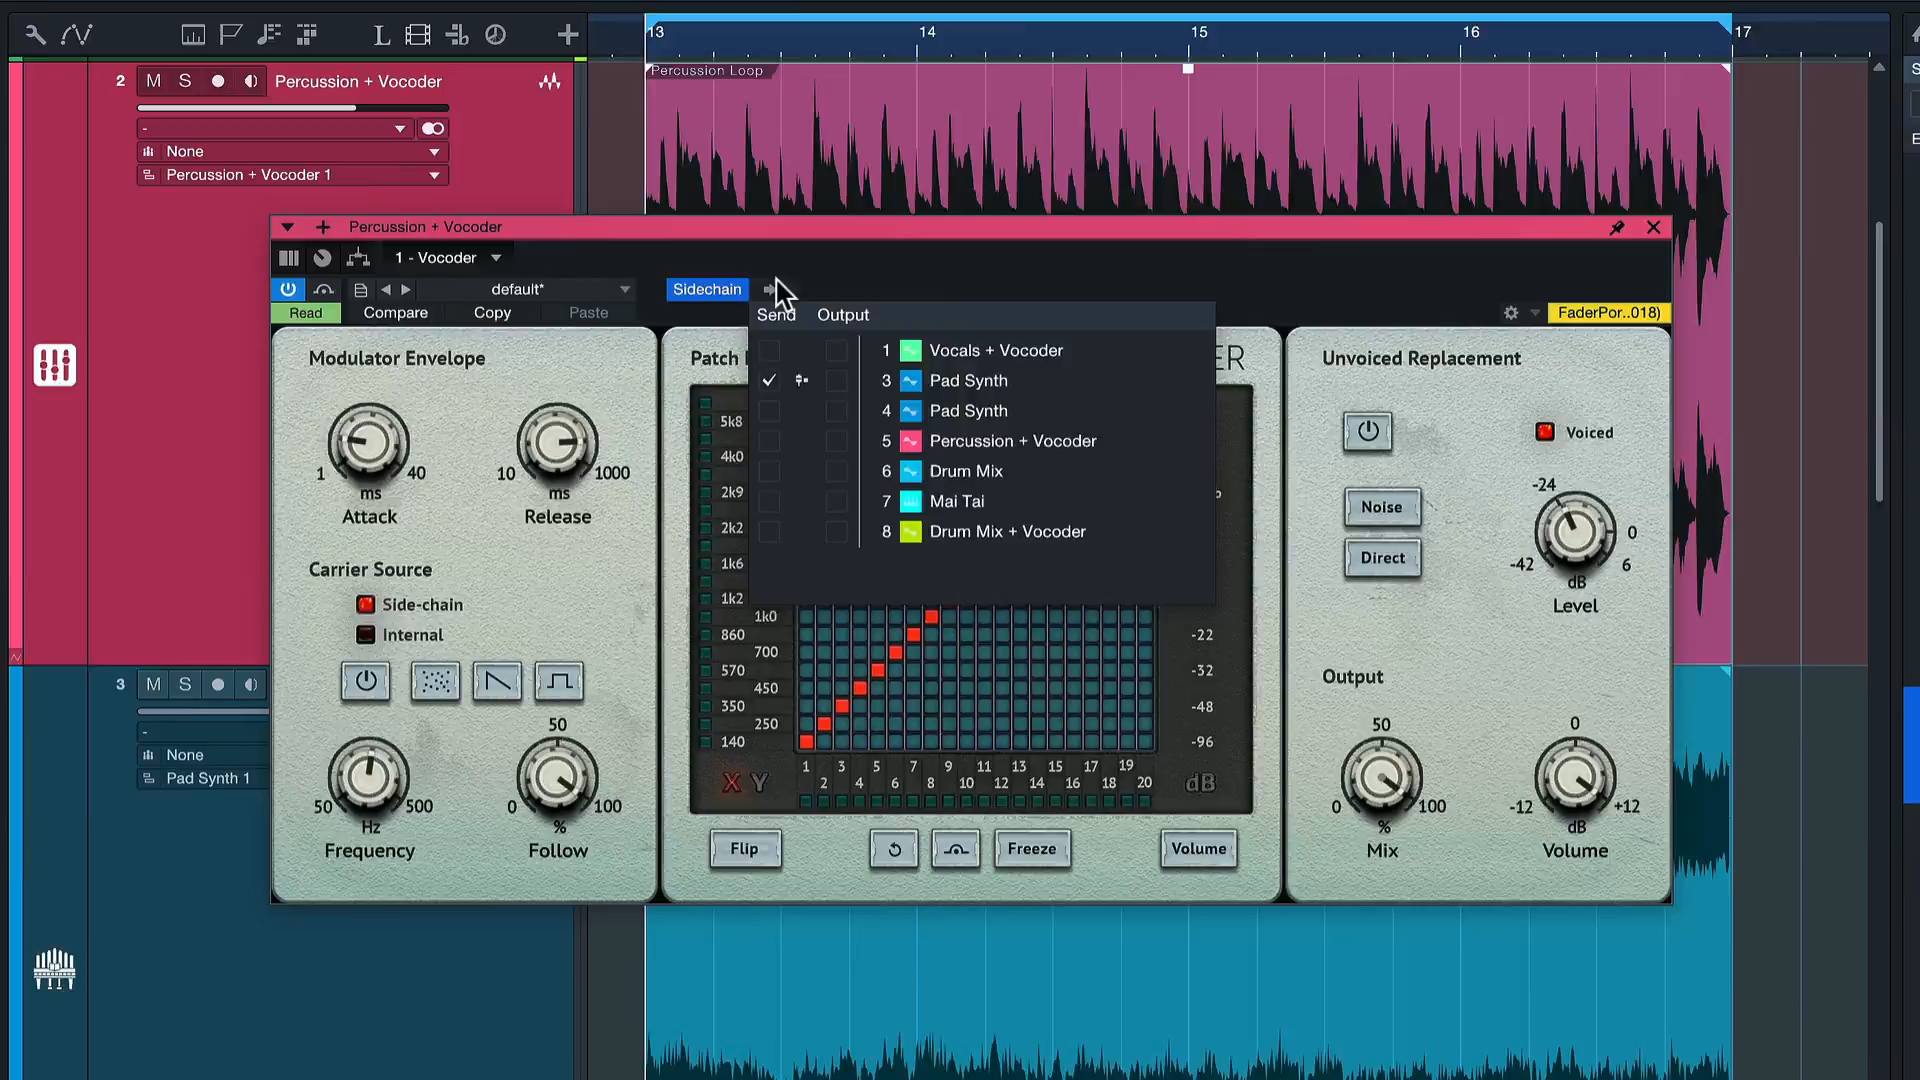 13
14
15
16
17
2
M
S
Percussion + Vocoder
-
None
Percussion + Vocoder 1
Percussion Loop
Percussion + Vocoder
1 - Vocoder
default*
Sidechain
Read
Compare
Copy
Paste
FaderPor..018)
Send
Output
1 Vocals + Vocoder
3 Pad Synth
4 Pad Synth
5 Percussion + Vocoder
6 Drum Mix
7 Mai Tai
8 Drum Mix + Vocoder
Modulator Envelope
1
40
ms
Attack
10
1000
ms
Release
Carrier Source
Side-chain
Internal
50
500
Hz
Frequency
50
0
100
%
Follow
Patch
ER
5k8
4k0
2k9
2k2
1k6
1k2
1k0
860
700
570
450
350
250
140
-22
-32
-48
-96
1 3 5 7 9 11 13 15 17 19
2 4 6 8 10 12 14 16 18 20
X Y
dB
Flip
Freeze
Volume
Unvoiced Replacement
Voiced
Noise
Direct
-24
-42
0
6
dB
Level
Output
50
0
100
%
Mix
0
-12
+12
dB
Volume
3
M
S
-
None
Pad Synth 1